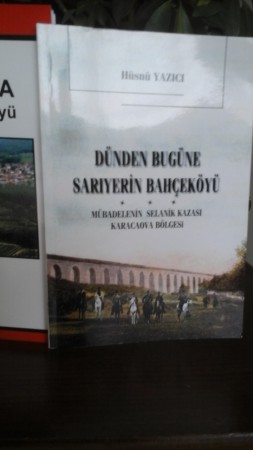 Hüsnü YAZICI
DÜNDEN BUGÜNE
SARIYERİN BAHÇEKÖYÜ
* * *
MÜBADELENİN SELANİK KAZASI
KARACAOVA BÖLGESİ
A
yü